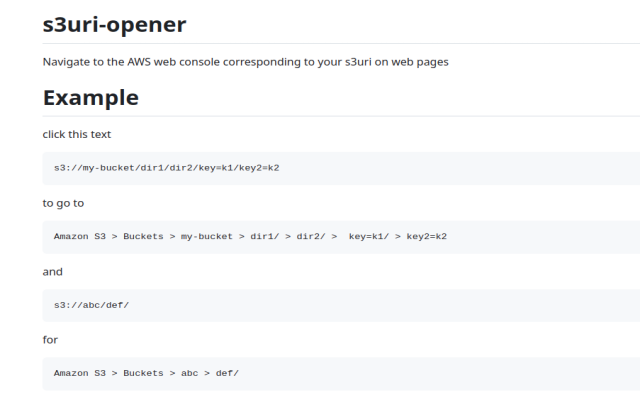 s3uri-opener
Navigate to the AWS web console corresponding to your s3uri on web pages
Example
click this text
s3://my-bucket/dir1/dir2/key=k1/key2=k2
to go to
Amazon S3 > Buckets > my-bucket > dir1/ > dir2/ >  key=k1/ > key2=k2
and
s3://abc/def/
for
Amazon S3 > Buckets > abc > def/